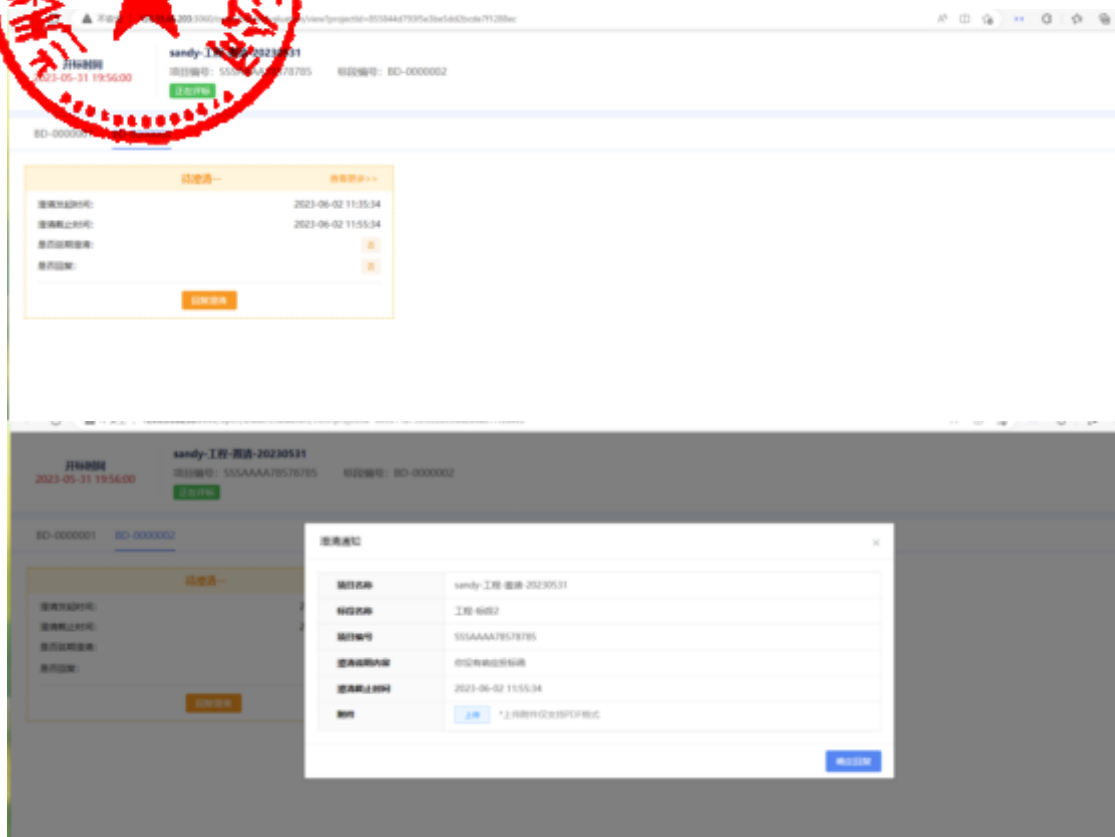 sandy-工程-邀请-20230531
开标时间
2023-05-31 19:56:00
标段编号: BD-0000002
正在评标
待澄清一
查看更多>>
澄清发起时间: 2023-06-02 11:35:34
澄清截止时间: 2023-06-02 11:55:34
是否延期澄清: 否
是否回复: 否
回复澄清
sandy-工程-邀请-20230531
开标时间
2023-05-31 19:56:00
项目编号: SSSAAAA78578785 标段编号: BD-0000002
正在评标
BD-0000001 BD-0000002
待澄清一
澄清发起时间:
澄清截止时间:
是否延期澄清:
是否回复:
回复澄清
澄清通知
项目名称 sandy-工程-邀请-20230531
标段名称 工程-标段2
项目编号 SSSAAAA78578785
澄清说明内容
澄清截止时间 2023-06-02 11:55:34
附件 上传 *上传附件仅支持PDF格式
确定回复